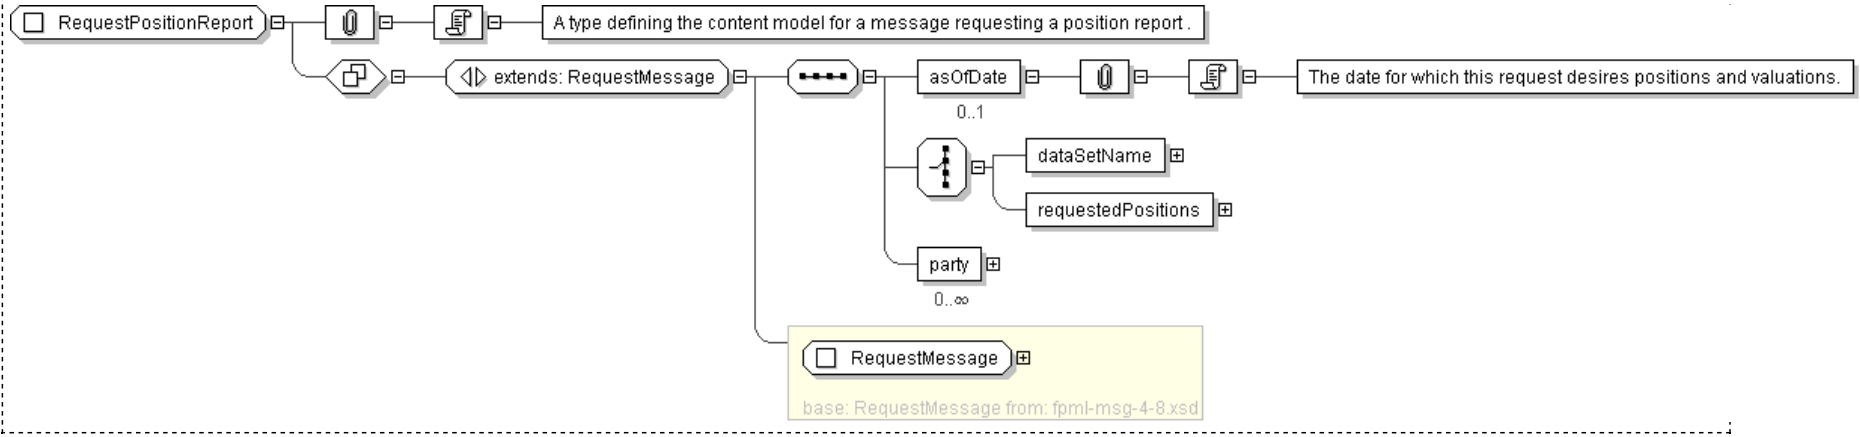 RequestPositionReport
A type defining the content model for a message requesting a position report .
extends: RequestMessage
asOfDate
The date for which this request desires positions and valuations.
0..1
dataSetName
requestedPositions
party
0..∞
RequestMessage
base: RequestMessage from: fpml-msg-4-8.xsd